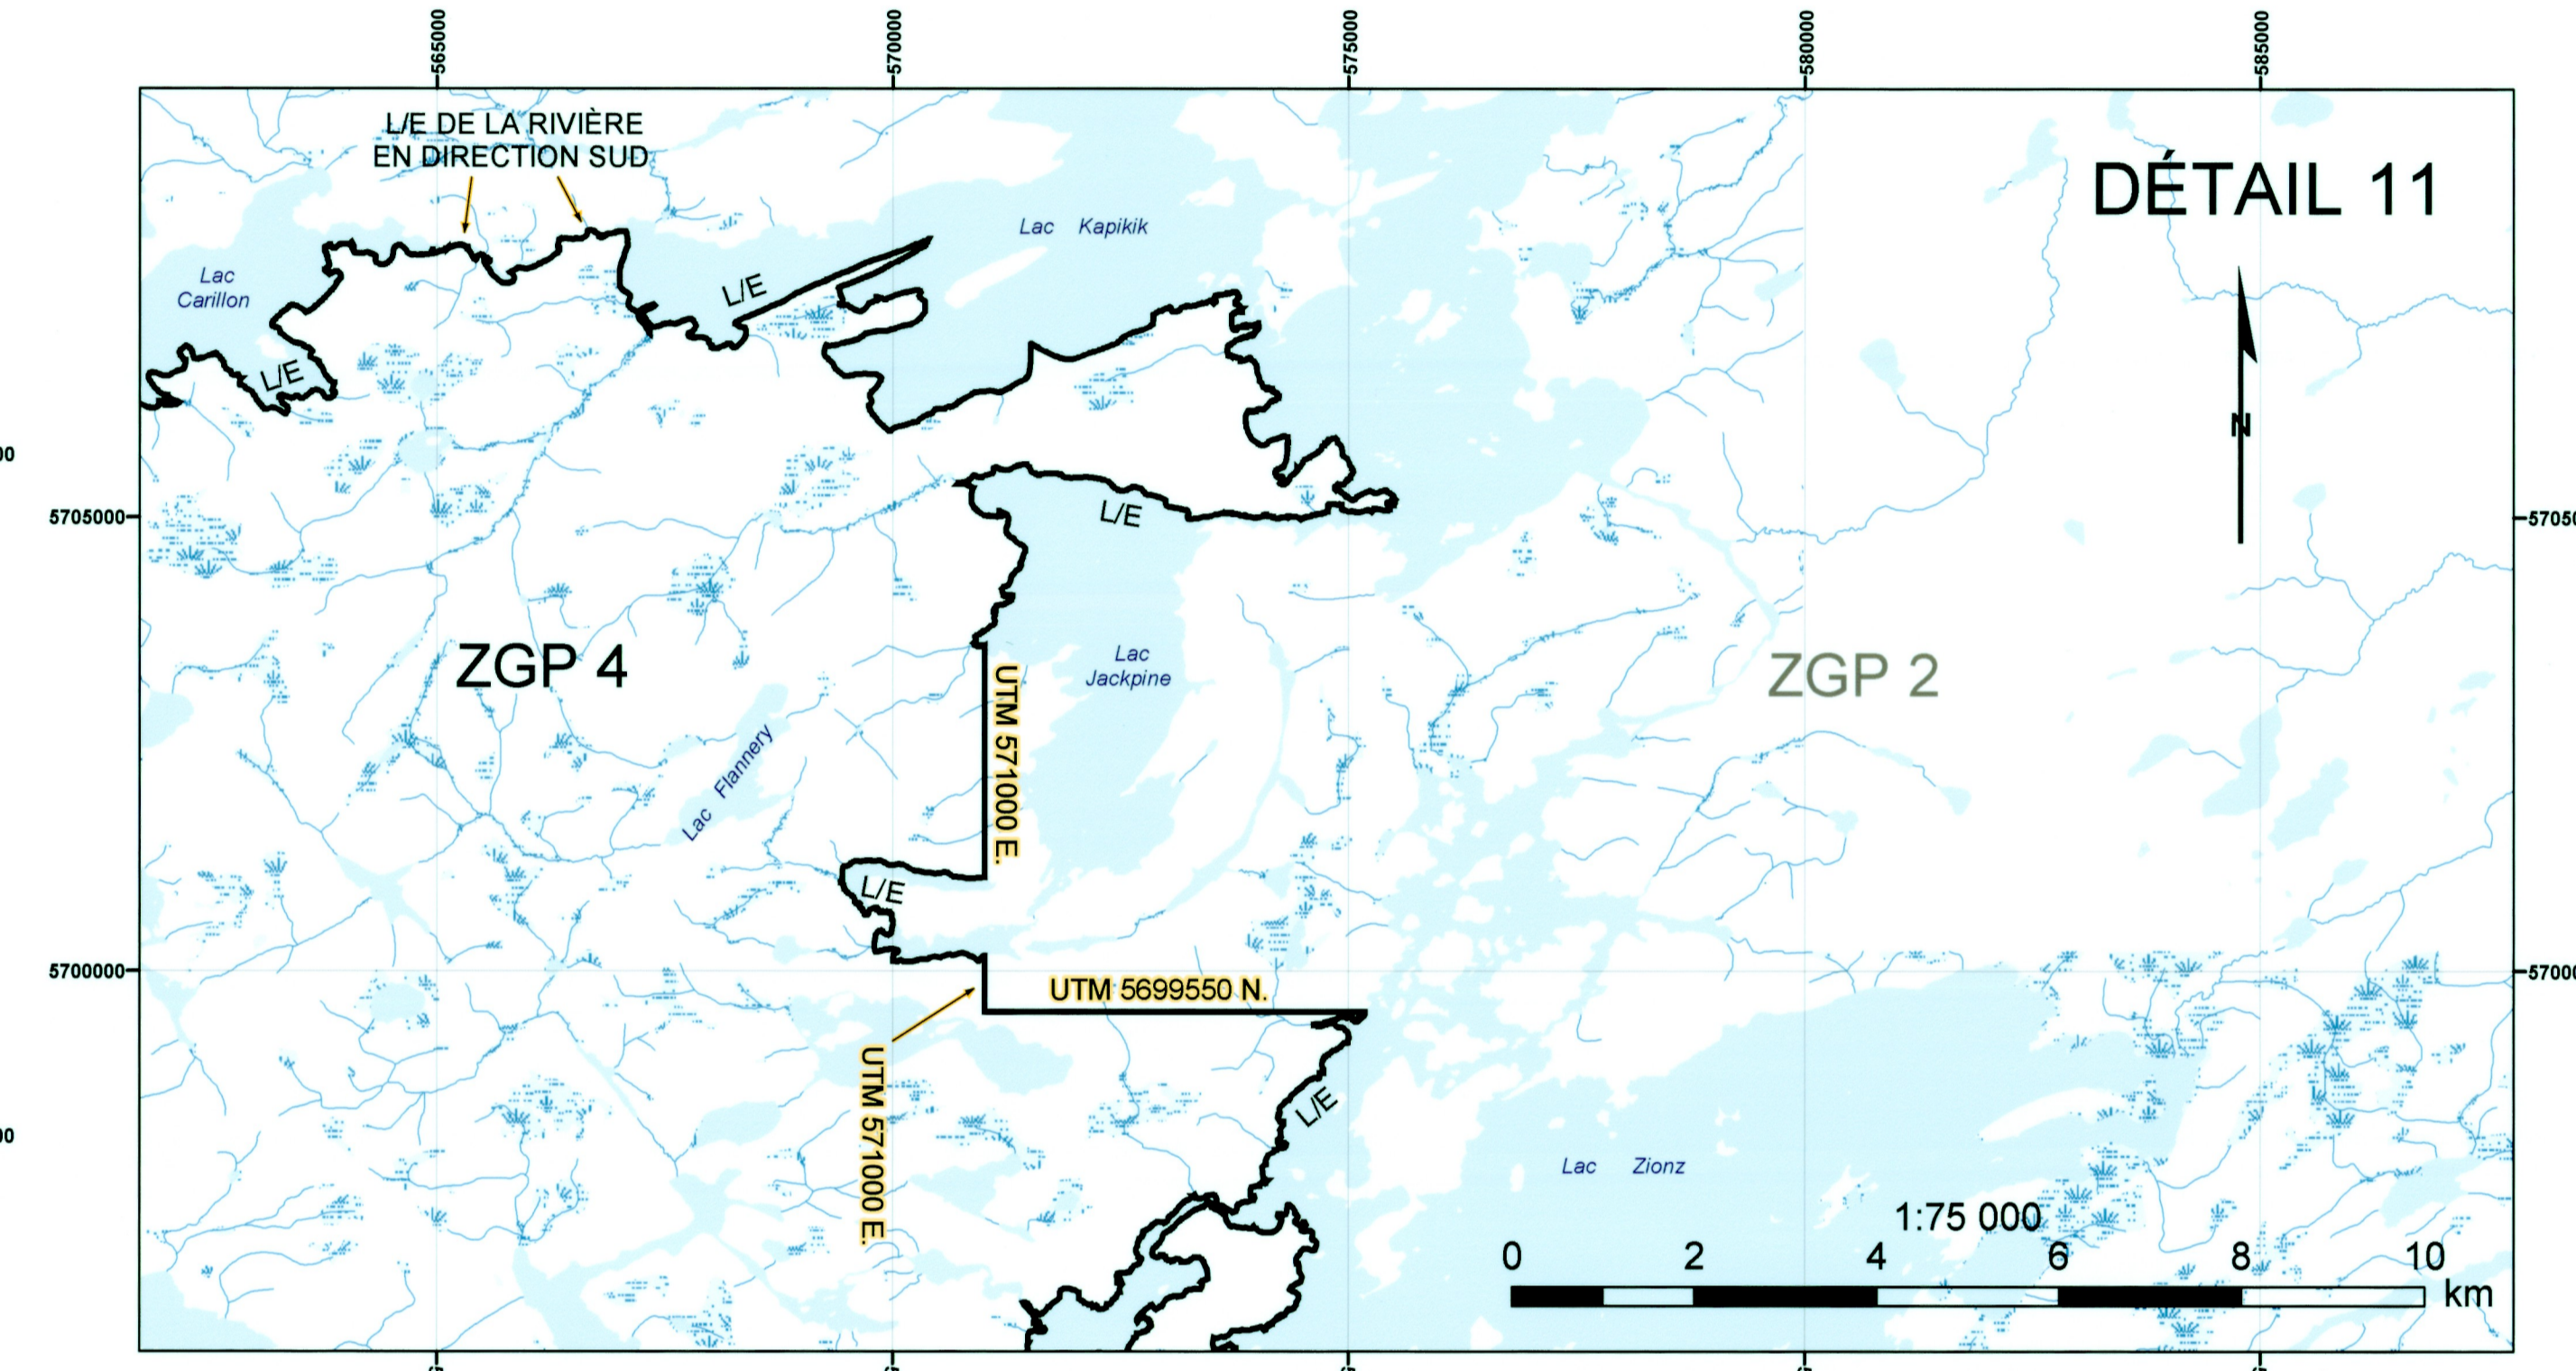 565000
570000
575000
580000
585000
L/E DE LA RIVIÈRE
EN DIRECTION SUD
DÉTAIL 11
Lac Kapikik
Lac
Carillon
L/E
L/E
N
5705000
L/E
ZGP 4
Lac
Jackpine
ZGP 2
UTM 571000 E.
Lac Flannery
L/E
5700000
UTM 5699550 N.
UTM 571000 E.
L/E
Lac Zionz
1:75 000
0 2 4 6 8 10
km